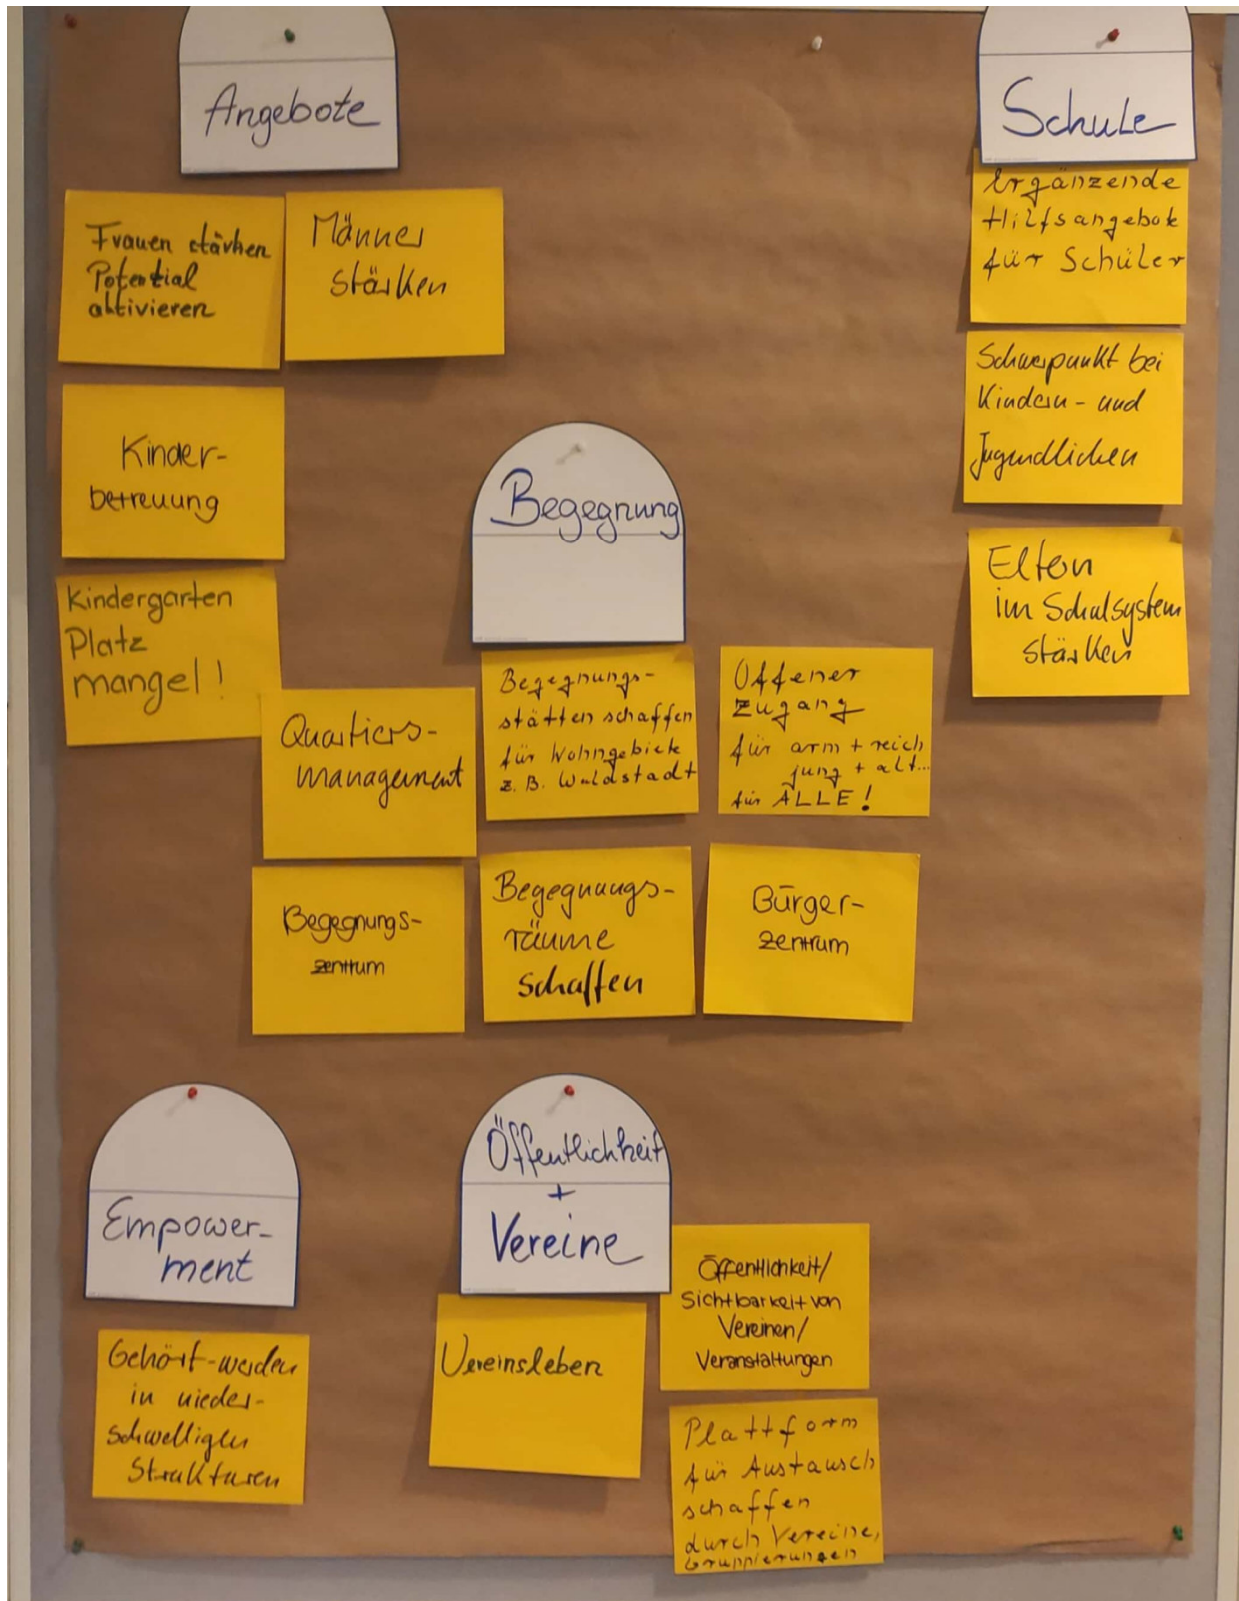 Angebote
Frauen stärken
Potential
aktivieren
Männer
stärken
Kinder-
betreuung
Kindergarten
Platz
mangel!
Schule
Ergänzende
Hilfsangebote
für Schüler
Schwerpunkt bei
Kindern- und
Jugendlichen
Eltern
im Schulsystem
stärken
Begegnung
Quartiers-
management
Begegnungs-
stätten schaffen
für Wohngebiete
z. B. Waldstadt
Offener
Zugang
für arm + reich
jung + alt...
für ALLE!
Begegnungs-
zentrum
Begegnungs-
räume
schaffen
Bürger-
zentrum
Empower-
ment
Gehört-werden
in nieder-
schwelligen
Strukturen
Öffentlichkeit
+
Vereine
Vereinsleben
Öffentlichkeit/
Sichtbarkeit von
Vereinen/
Veranstaltungen
Plattform
für Austausch
schaffen
durch Vereine,
Gruppierungen